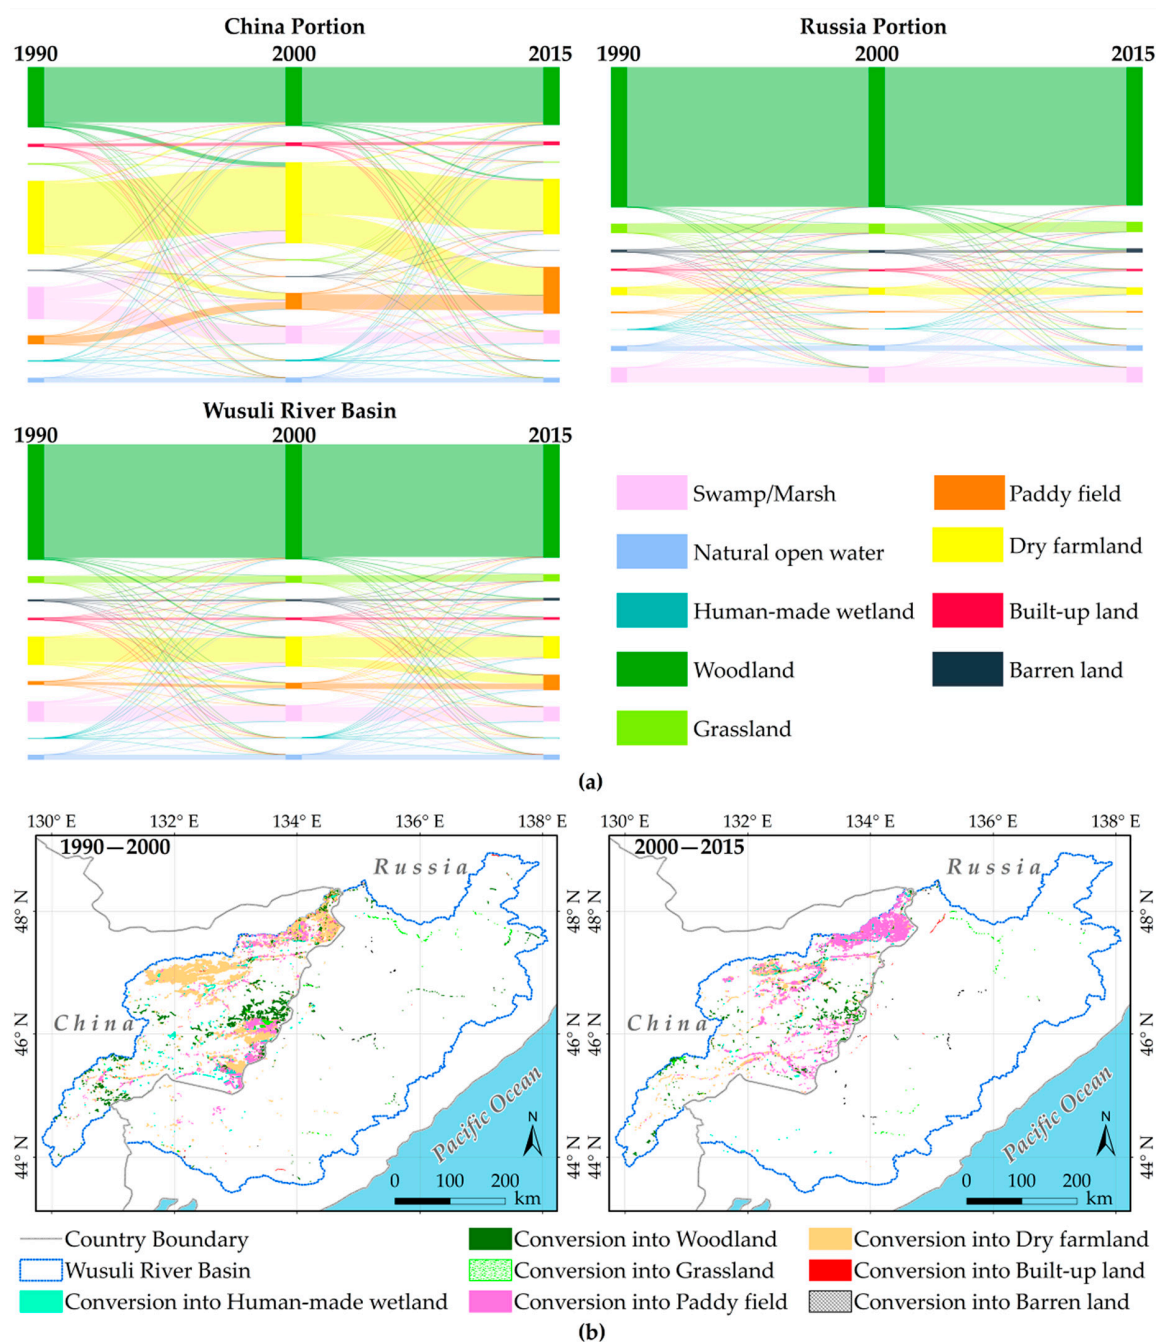 China Portion
Russia Portion
1990 2000 2015
1990 2000 2015
Wusuli River Basin
1990 2000 2015
Swamp/Marsh
Paddy field
Natural open water
Dry farmland
Human-made wetland
Built-up land
Woodland
Barren land
Grassland
(a)
130° E 132° E 134° E 136° E 138° E
130° E 132° E 134° E 136° E 138° E
1990—2000
Russia
China
Pacific Ocean
N
0 100 200
km
48° N
46° N
44° N
2000—2015
Russia
China
Pacific Ocean
N
0 100 200
km
48° N
46° N
44° N
48° N
46° N
44° N
Country Boundary
Conversion into Woodland
Conversion into Dry farmland
Wusuli River Basin
Conversion into Grassland
Conversion into Built-up land
Conversion into Human-made wetland
Conversion into Paddy field
Conversion into Barren land
(b)